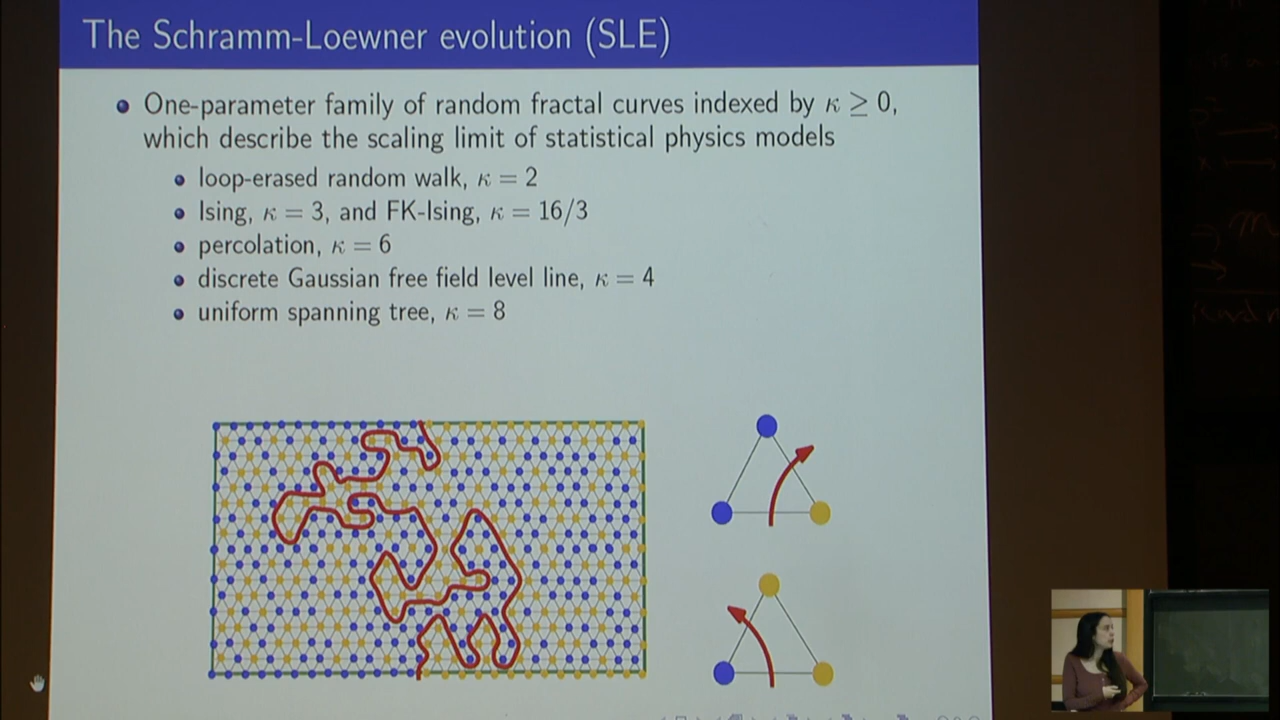 The Schramm-Loewner evolution (SLE)
One-parameter family of random fractal curves indexed by κ ≥ 0,
which describe the scaling limit of statistical physics models
loop-erased random walk, κ = 2
Ising, κ = 3, and FK-Ising, κ = 16/3
percolation, κ = 6
discrete Gaussian free field level line, κ = 4
uniform spanning tree, κ = 8